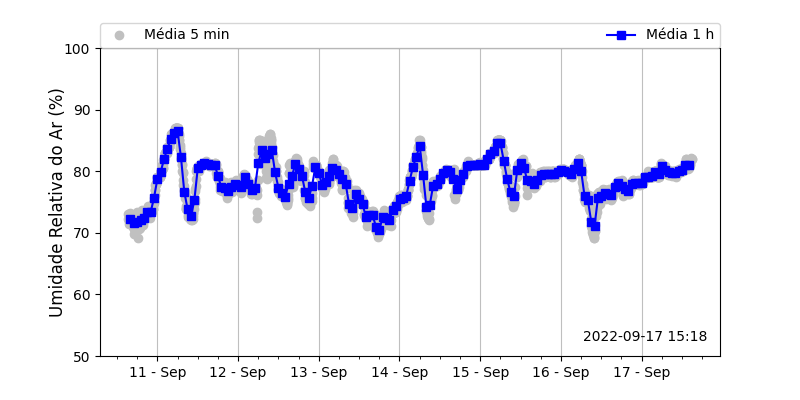 Média 5 min
Média 1 h
Umidade Relativa do Ar (%)
100
90
80
70
60
50
2022-09-17 15:18
11 - Sep
12 - Sep
13 - Sep
14 - Sep
15 - Sep
16 - Sep
17 - Sep